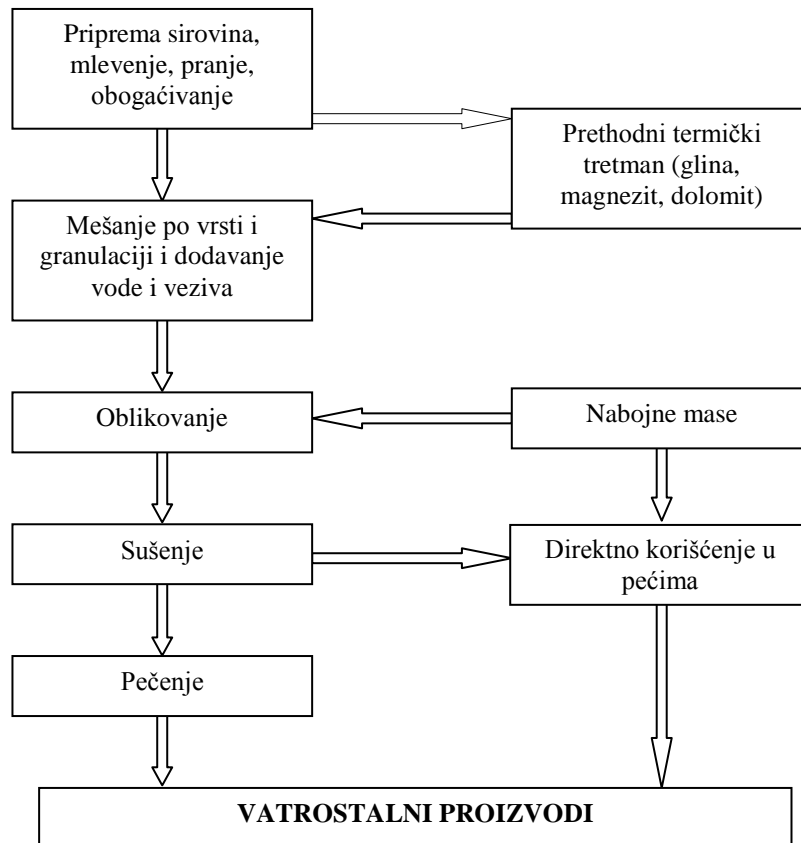 Priprema sirovina,
mlevenje, pranje,
obogaćivanje
Prethodni termički
tretman (glina,
magnezit, dolomit)
Mešanje po vrsti i
granulaciji i dodavanje
vode i veziva
Oblikovanje
Nabojne mase
Sušenje
Direktno korišćenje u
pećima
Pečenje
VATROSTALNI PROIZVODI